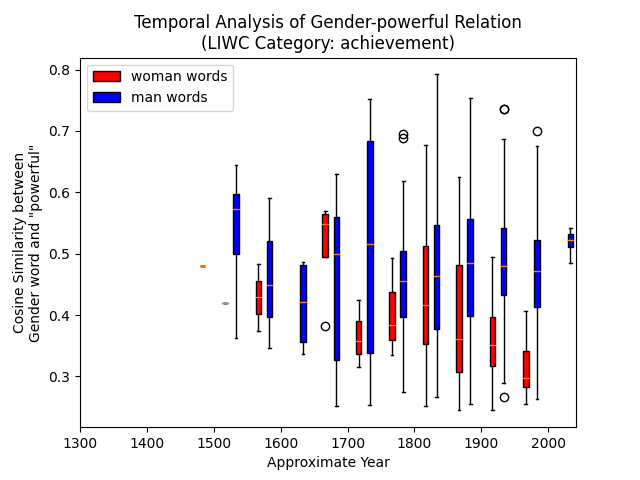 Temporal Analysis of Gender-powerful Relation
(LIWC Category: achievement)
woman words
man words
Cosine Similarity between
Gender word and "powerful"
0.8
0.7
0.6
0.5
0.4
0.3
1300 1400 1500 1600 1700 1800 1900 2000
Approximate Year